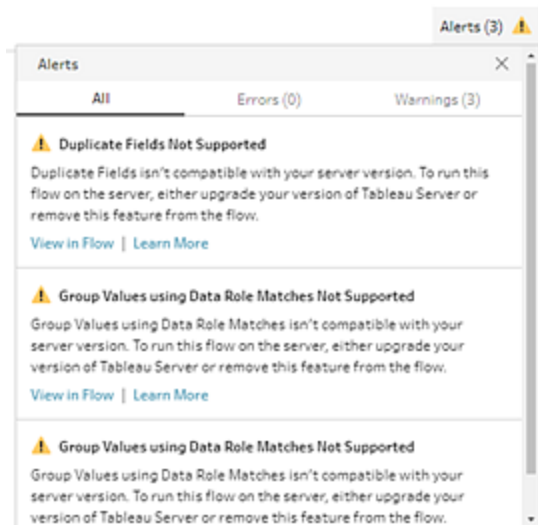 Alerts (3)
Alerts
All Errors (0) Warnings (3)
Duplicate Fields Not Supported
Duplicate Fields isn't compatible with your server version. To run this
flow on the server, either upgrade your version of Tableau Server or
remove this feature from the flow.
View in Flow | Learn More
Group Values using Data Role Matches Not Supported
Group Values using Data Role Matches isn't compatible with your
server version. To run this flow on the server, either upgrade your
version of Tableau Server or remove this feature from the flow.
View in Flow | Learn More
Group Values using Data Role Matches Not Supported
Group Values using Data Role Matches isn't compatible with your
server version. To run this flow on the server, either upgrade your
version of Tableau Server or remove this feature from the flow.